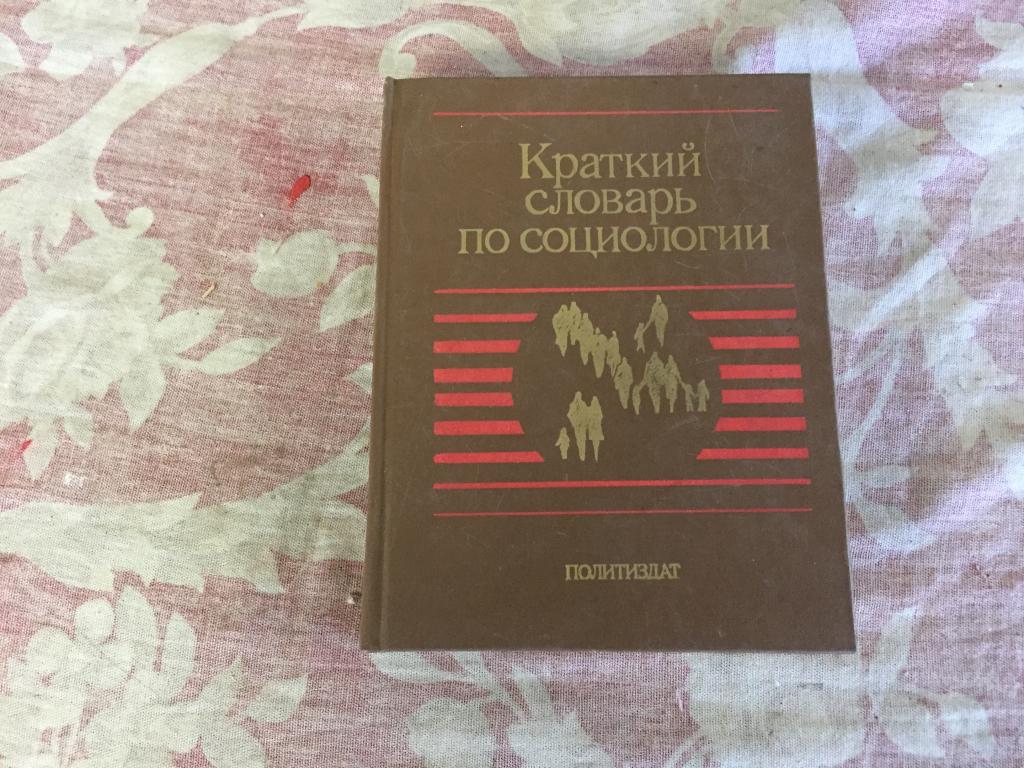 Краткий
словарь
по социологии
ПОЛИТИЗДАТ